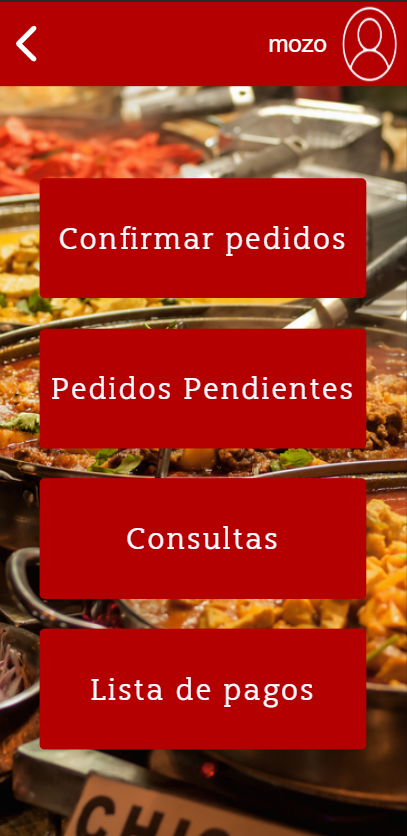 mozo
Confirmar pedidos
Pedidos Pendientes
Consultas
Lista de pagos